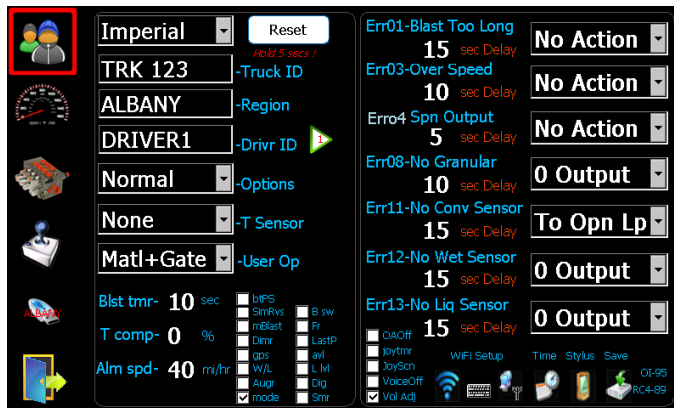 Imperial
Reset
Hold 5 secs !
TRK 123 -Truck ID
ALBANY -Region
DRIVER1 -Drivr ID 1
Normal -Options
None -T Sensor
Matl+Gate -User Op
Blst tmr- 10 sec
T comp- 0 %
Alm spd- 40 mi/hr
btPS
SimRvs B sw
mBlast Fr
Dimr LastP
gps avl
W/L L lvl
Augr Dig
mode Smr
ALBANY
Err01-Blast Too Long
15 sec Delay No Action
Err03-Over Speed
10 sec Delay No Action
Erro4 Spn Output
5 sec Delay No Action
Err08-No Granular
10 sec Delay 0 Output
Err11-No Conv Sensor
15 sec Delay To Opn Lp
Err12-No Wet Sensor
15 sec Delay 0 Output
Err13-No Liq Sensor
15 sec Delay 0 Output
OAOff
joytmr
JoyScn
VoiceOff
Vol Adj
WiFi Setup Time Stylus Save
OI-95
RC4-89